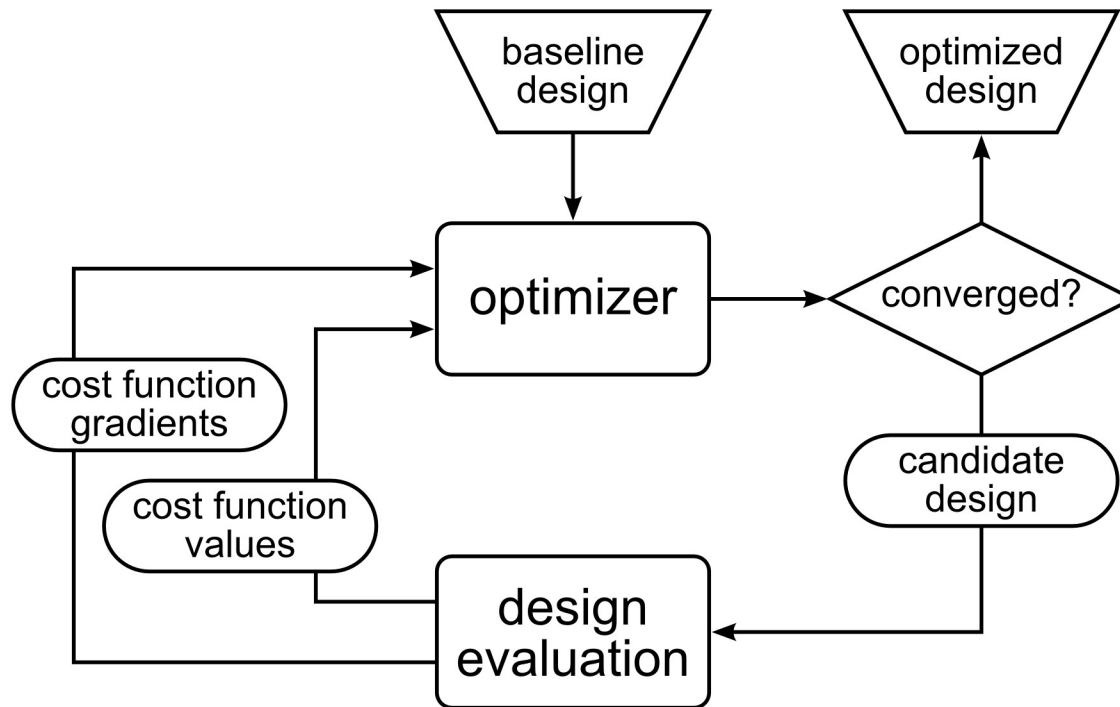 baseline
design
optimized
design
optimizer
converged?
cost function
gradients
candidate
design
cost function
values
design
evaluation